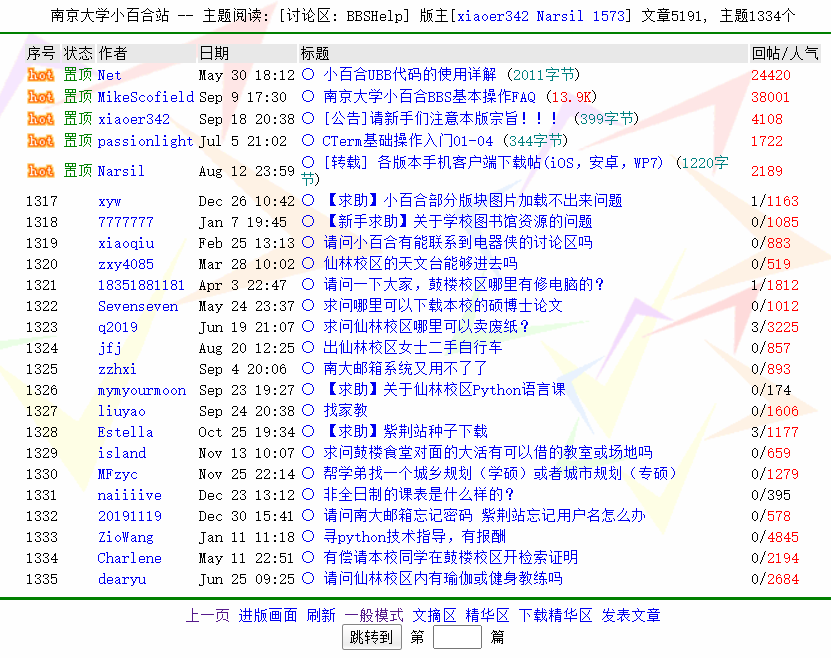 南京大学小百合站 -- 主题阅读: [讨论区: BBSHelp] 版主[xiaoer342 Narsil 1573] 文章5191, 主题1334个
序号 状态 作者 日期 标题 回帖/人气
hot 置顶 Net May 30 18:12 ○ 小百合UBB代码的使用详解 (2011字节) 24420
hot 置顶 MikeScofield Sep 9 17:30 ○ 南京大学小百合BBS基本操作FAQ (13.9K) 38001
hot 置顶 xiaoer342 Sep 18 20:38 ○ [公告]请新手们注意本版宗旨！！！ (399字节) 4108
hot 置顶 passionlight Jul 5 21:02 ○ CTerm基础操作入门01-04 (344字节) 1722
hot 置顶 Narsil Aug 12 23:59 ○ [转载] 各版本手机客户端下载帖(iOS，安卓，WP7) (1220字
节) 2189
1317 xyw Dec 26 10:42 ○ 【求助】小百合部分版块图片加载不出来问题 1/1163
1318 7777777 Jan 7 19:45 ○ 【新手求助】关于学校图书馆资源的问题 0/1085
1319 xiaoqiu Feb 25 13:13 ○ 请问小百合有能联系到电器侠的讨论区吗 0/883
1320 zxy4085 Mar 28 10:02 ○ 仙林校区的天文台能够进去吗 0/519
1321 18351881181 Apr 3 22:47 ○ 请问一下大家，鼓楼校区哪里有修电脑的？ 1/1812
1322 Sevenseven May 24 23:37 ○ 求问哪里可以下载本校的硕博士论文 0/1012
1323 q2019 Jun 19 21:07 ○ 求问仙林校区哪里可以卖废纸？ 3/3225
1324 jfj Aug 20 12:25 ○ 出仙林校区女士二手自行车 0/857
1325 zzhxi Sep 4 20:06 ○ 南大邮箱系统又用不了了 0/893
1326 mymyourmoon Sep 23 19:27 ○ 【求助】关于仙林校区Python语言课 0/174
1327 liuyao Sep 24 20:38 ○ 找家教 0/1606
1328 Estella Oct 25 19:34 ○ 【求助】紫荆站种子下载 3/1177
1329 island Nov 13 10:07 ○ 求问鼓楼食堂对面的大活有可以借的教室或场地吗 0/659
1330 MFzyc Nov 25 22:14 ○ 帮学弟找一个城乡规划（学硕）或者城市规划（专硕） 0/1279
1331 naiiiive Dec 23 13:12 ○ 非全日制的课表是什么样的？ 0/395
1332 20191119 Dec 30 15:41 ○ 请问南大邮箱忘记密码 紫荆站忘记用户名怎么办 0/578
1333 ZioWang Jan 11 11:18 ○ 寻python技术指导，有报酬 0/4845
1334 Charlene May 11 22:51 ○ 有偿请本校同学在鼓楼校区开检索证明 0/2194
1335 dearyu Jun 25 09:25 ○ 请问仙林校区内有瑜伽或健身教练吗 0/2684
上一页 进版画面 刷新 一般模式 文摘区 精华区 下载精华区 发表文章
跳转到 第 篇